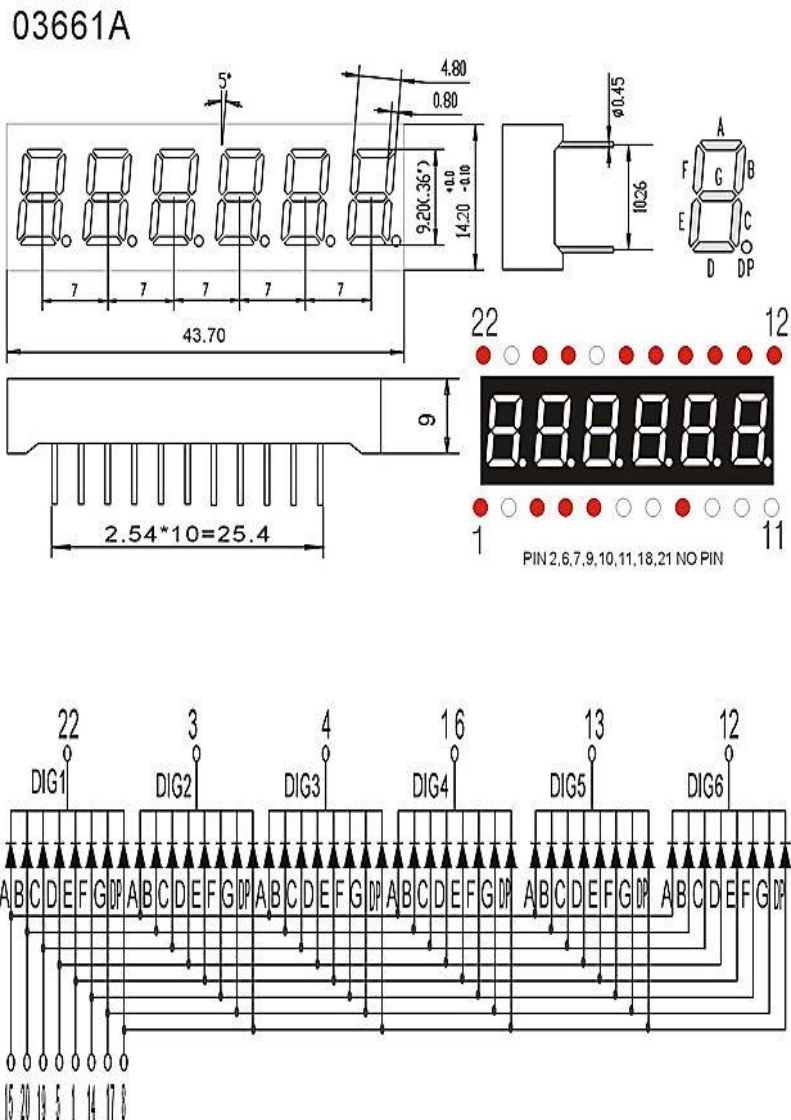 03661A
5°
4.80
0.80
9.20(.36")
14.20 +0.0 -0.10
ø0.45
10.26
A
F G B
E C
D DP
7 7 7 7 7
43.70
22 12
9
2.54*10=25.4
1 11
PIN 2,6,7,9,10,11,18,21 NO PIN
22 3 4 16 13 12
DIG1 DIG2 DIG3 DIG4 DIG5 DIG6
A B C D E F G DP A B C D E F G DP A B C D E F G DP A B C D E F G DP A B C D E F G DP A B C D E F G DP
15 20 19 5 1 14 17 8